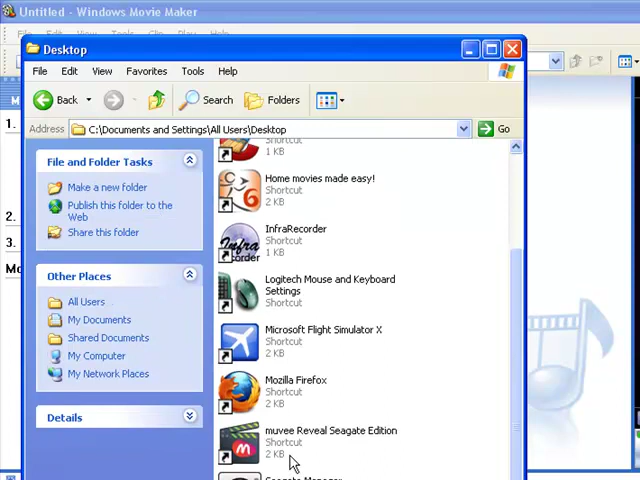 Untitled - Windows Movie Maker
Desktop
File Edit View Favorites Tools Help
Back Search Folders
Address C:\Documents and Settings\All Users\Desktop Go
File and Folder Tasks
Make a new folder
Publish this folder to the
Web
Share this folder
Other Places
All Users
My Documents
Shared Documents
My Computer
My Network Places
Details
1.
2.
3.
Shortcut
1 KB
Home movies made easy!
Shortcut
2 KB
InfraRecorder
Shortcut
1 KB
Logitech Mouse and Keyboard
Settings
Shortcut
Microsoft Flight Simulator X
Shortcut
2 KB
Mozilla Firefox
Shortcut
2 KB
muvee Reveal Seagate Edition
Shortcut
2 KB